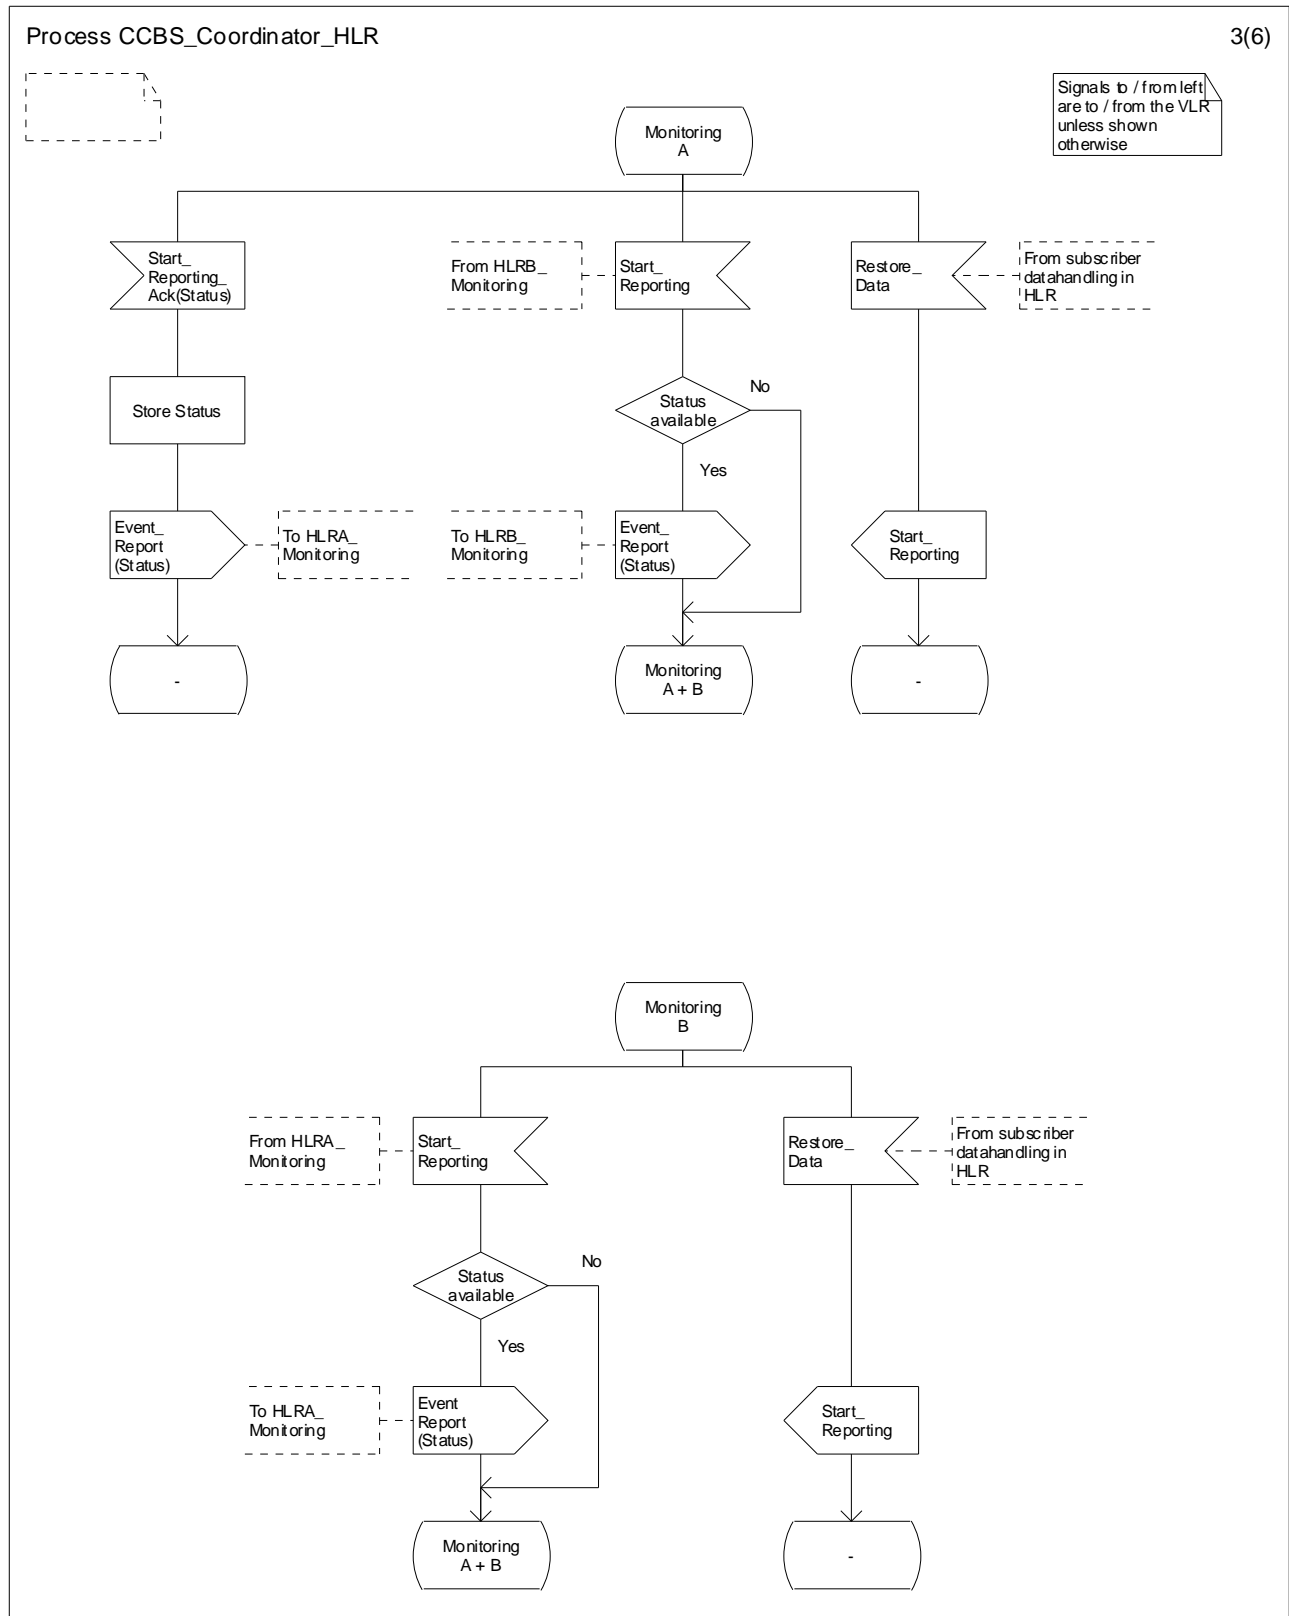 Process CCBS_Coordinator_HLR
3(6)
Signals to / from left
are to / from the VLR
unless shown
otherwise
Monitoring
A
Start_
Reporting_
Ack(Status)
From HLRB_
Monitoring
Start_
Reporting
Restore_
Data
From subscriber
datahandling in
HLR
Store Status
Status
available
No
Yes
Event_
Report
(Status)
To HLRA_
Monitoring
To HLRB_
Monitoring
Event_
Report
(Status)
Start_
Reporting
-
Monitoring
A + B
-
Monitoring
B
From HLRA_
Monitoring
Start_
Reporting
Restore_
Data
From subscriber
datahandling in
HLR
Status
available
No
Yes
To HLRA_
Monitoring
Event
Report
(Status)
Start_
Reporting
Monitoring
A + B
-